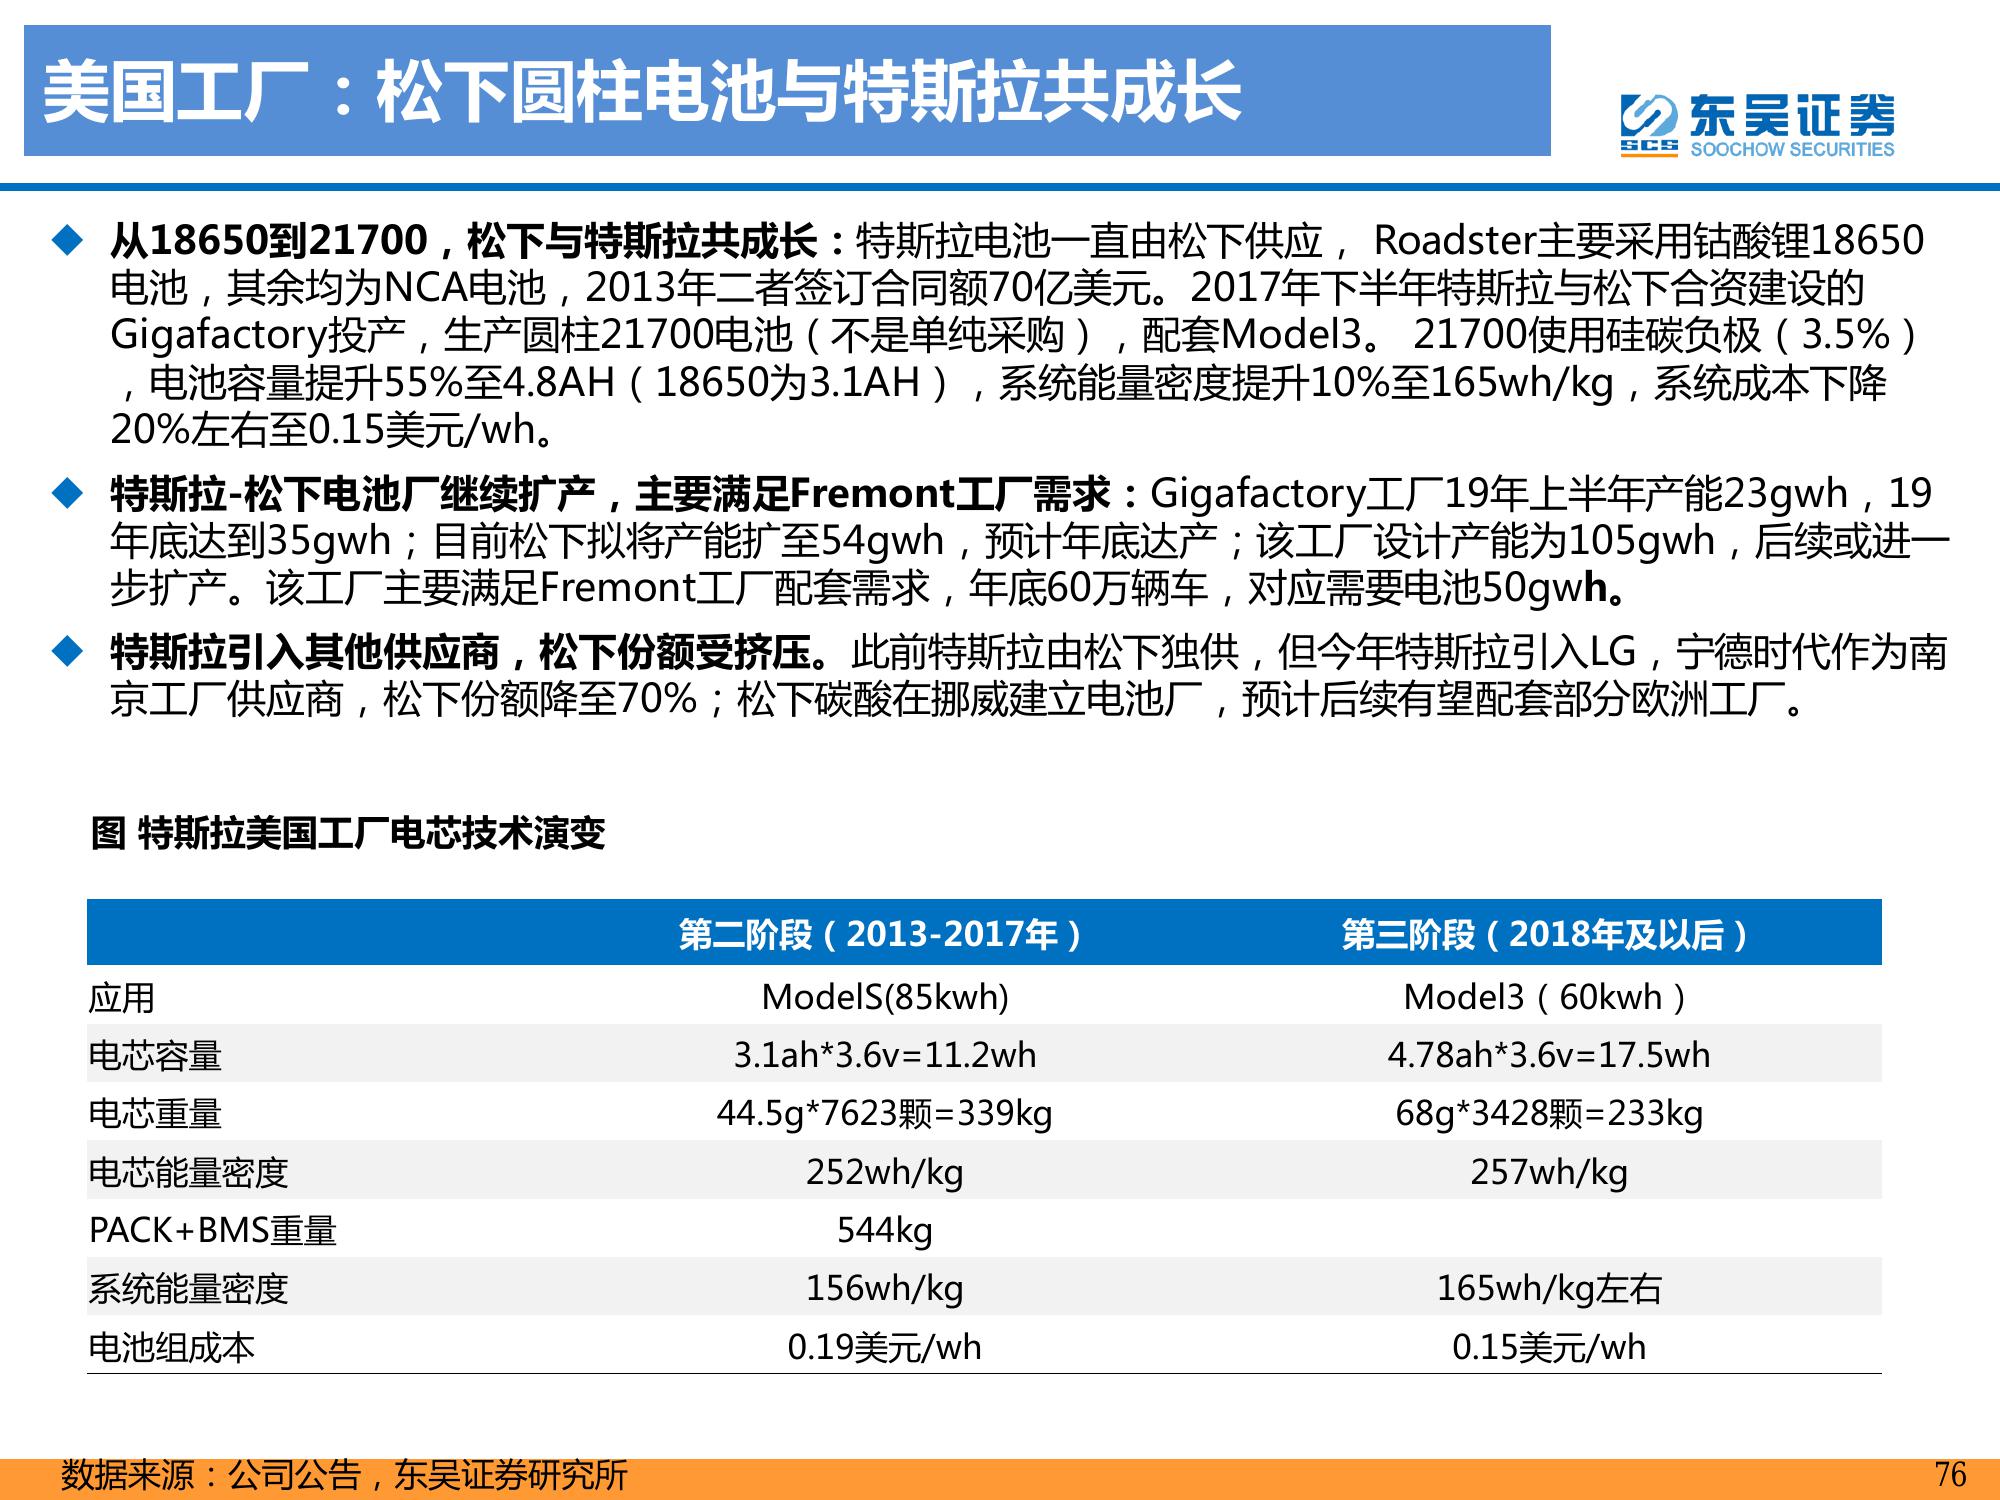 美国工厂：松下圆柱电池与特斯拉共成长
东吴证券
SCS
SOOCHOW SECURITIES
从18650到21700，松下与特斯拉共成长：特斯拉电池一直由松下供应， Roadster主要采用钴酸锂18650
电池，其余均为NCA电池，2013年二者签订合同额70亿美元。2017年下半年特斯拉与松下合资建设的
Gigafactory投产，生产圆柱21700电池（不是单纯采购），配套Model3。 21700使用硅碳负极（3.5%）
，电池容量提升55%至4.8AH（18650为3.1AH），系统能量密度提升10%至165wh/kg，系统成本下降
20%左右至0.15美元/wh。
特斯拉-松下电池厂继续扩产，主要满足Fremont工厂需求：Gigafactory工厂19年上半年产能23gwh，19
年底达到35gwh；目前松下拟将产能扩至54gwh，预计年底达产；该工厂设计产能为105gwh，后续或进一
步扩产。该工厂主要满足Fremont工厂配套需求，年底60万辆车，对应需要电池50gwh。
特斯拉引入其他供应商，松下份额受挤压。此前特斯拉由松下独供，但今年特斯拉引入LG，宁德时代作为南
京工厂供应商，松下份额降至70%；松下碳酸在挪威建立电池厂，预计后续有望配套部分欧洲工厂。
图 特斯拉美国工厂电芯技术演变
第二阶段（2013-2017年） 第三阶段（2018年及以后）
应用 ModelS(85kwh) Model3（60kwh）
电芯容量 3.1ah*3.6v=11.2wh 4.78ah*3.6v=17.5wh
电芯重量 44.5g*7623颗=339kg 68g*3428颗=233kg
电芯能量密度 252wh/kg 257wh/kg
PACK+BMS重量 544kg
系统能量密度 156wh/kg 165wh/kg左右
电池组成本 0.19美元/wh 0.15美元/wh
数据来源：公司公告，东吴证券研究所
76